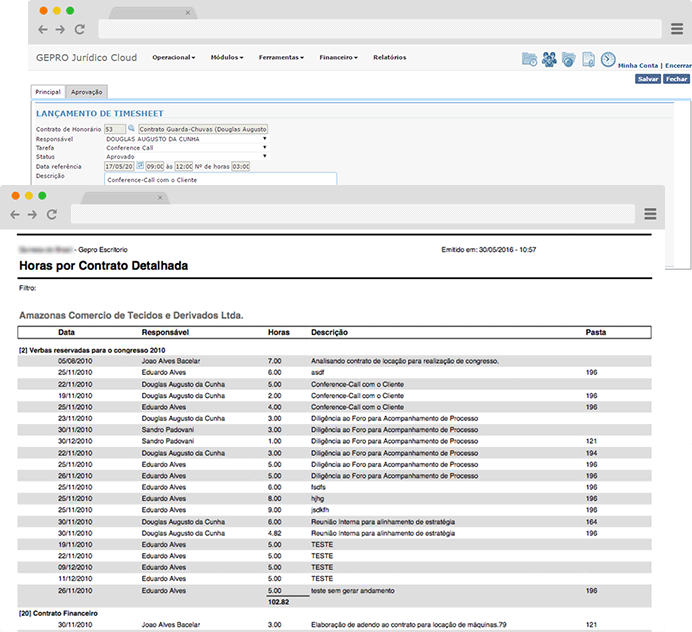 GEPRO Jurídico Cloud Operacional Módulos Ferramentas Financeiro Relatórios
Minha Conta | Encerrar
Salvar Fechar
Principal Aprovação
LANÇAMENTO DE TIMESHEET
Contrato de Honorário 53 Contrato Guarda-Chuvas (Douglas Augusto
Responsável DOUGLAS AUGUSTO DA CUNHA
Tarefa Conference Call
Status Aprovado
Data referência 17/05/20 09:00 às 12:00 Nº de horas 03:00
Descrição Conference-Call com o Cliente
- Gepro Escritorio Emitido em: 30/05/2016 - 10:57
Horas por Contrato Detalhada
Filtro:
Amazonas Comercio de Tecidos e Derivados Ltda.
Data Responsável Horas Descrição Pasta
[2] Verbas reservadas para o congresso 2010
05/08/2010 Joao Alves Bacelar 7.00 Analisando contrato de locação para realização de congresso.
25/11/2010 Eduardo Alves 6.00 asdf 196
22/11/2010 Douglas Augusto da Cunha 5.00 Conference-Call com o Cliente
19/11/2010 Douglas Augusto da Cunha 2.00 Conference-Call com o Cliente 196
25/11/2010 Eduardo Alves 4.00 Conference-Call com o Cliente 196
23/11/2010 Douglas Augusto da Cunha 3.00 Diligência ao Foro para Acompanhamento de Processo
30/11/2010 Sandro Padovani 3.00 Diligência ao Foro para Acompanhamento de Processo
30/12/2010 Sandro Padovani 1.00 Diligência ao Foro para Acompanhamento de Processo 121
22/11/2010 Douglas Augusto da Cunha 3.00 Diligência ao Foro para Acompanhamento de Processo 194
25/11/2010 Eduardo Alves 5.00 Diligência ao Foro para Acompanhamento de Processo 196
26/11/2010 Eduardo Alves 5.00 Diligência ao Foro para Acompanhamento de Processo 196
25/11/2010 Eduardo Alves 6.00 fsdfs 196
25/11/2010 Eduardo Alves 8.00 hjhg 196
25/11/2010 Eduardo Alves 9.00 jsdkfh 196
30/11/2010 Douglas Augusto da Cunha 6.00 Reunião Interna para alinhamento de estratégia 164
30/11/2010 Douglas Augusto da Cunha 4.82 Reunião Interna para alinhamento de estratégia 196
19/11/2010 Eduardo Alves 5.00 TESTE
22/11/2010 Eduardo Alves 5.00 TESTE
09/12/2010 Eduardo Alves 5.00 TESTE
11/12/2010 Eduardo Alves 5.00 TESTE
26/11/2010 Eduardo Alves 5.00 teste sem gerar andamento 196
102.82
[20] Contrato Financeiro
30/11/2010 Joao Alves Bacelar 3.00 Elaboração de adendo ao contrato para locação de máquinas.79 121